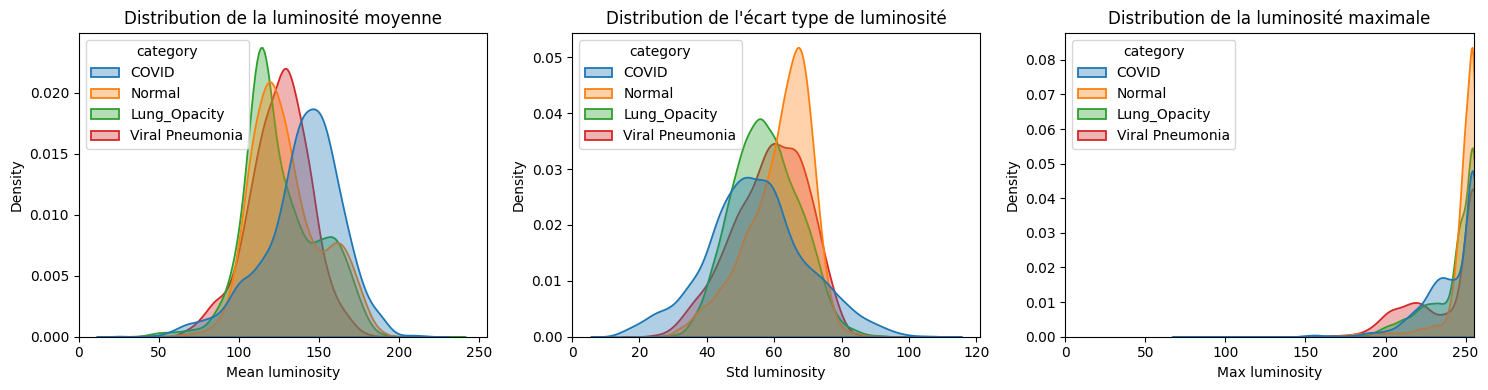 Distribution de la luminosité moyenne
category
COVID
Normal
Lung_Opacity
Viral Pneumonia
Density
0.020
0.015
0.010
0.005
0.000
0
50
100
150
200
250
Mean luminosity
Distribution de l'écart type de luminosité
category
COVID
Normal
Lung_Opacity
Viral Pneumonia
Density
0.05
0.04
0.03
0.02
0.01
0.00
0
20
40
60
80
100
120
Std luminosity
Distribution de la luminosité maximale
category
COVID
Normal
Lung_Opacity
Viral Pneumonia
Density
0.08
0.07
0.06
0.05
0.04
0.03
0.02
0.01
0.00
0
50
100
150
200
250
Max luminosity